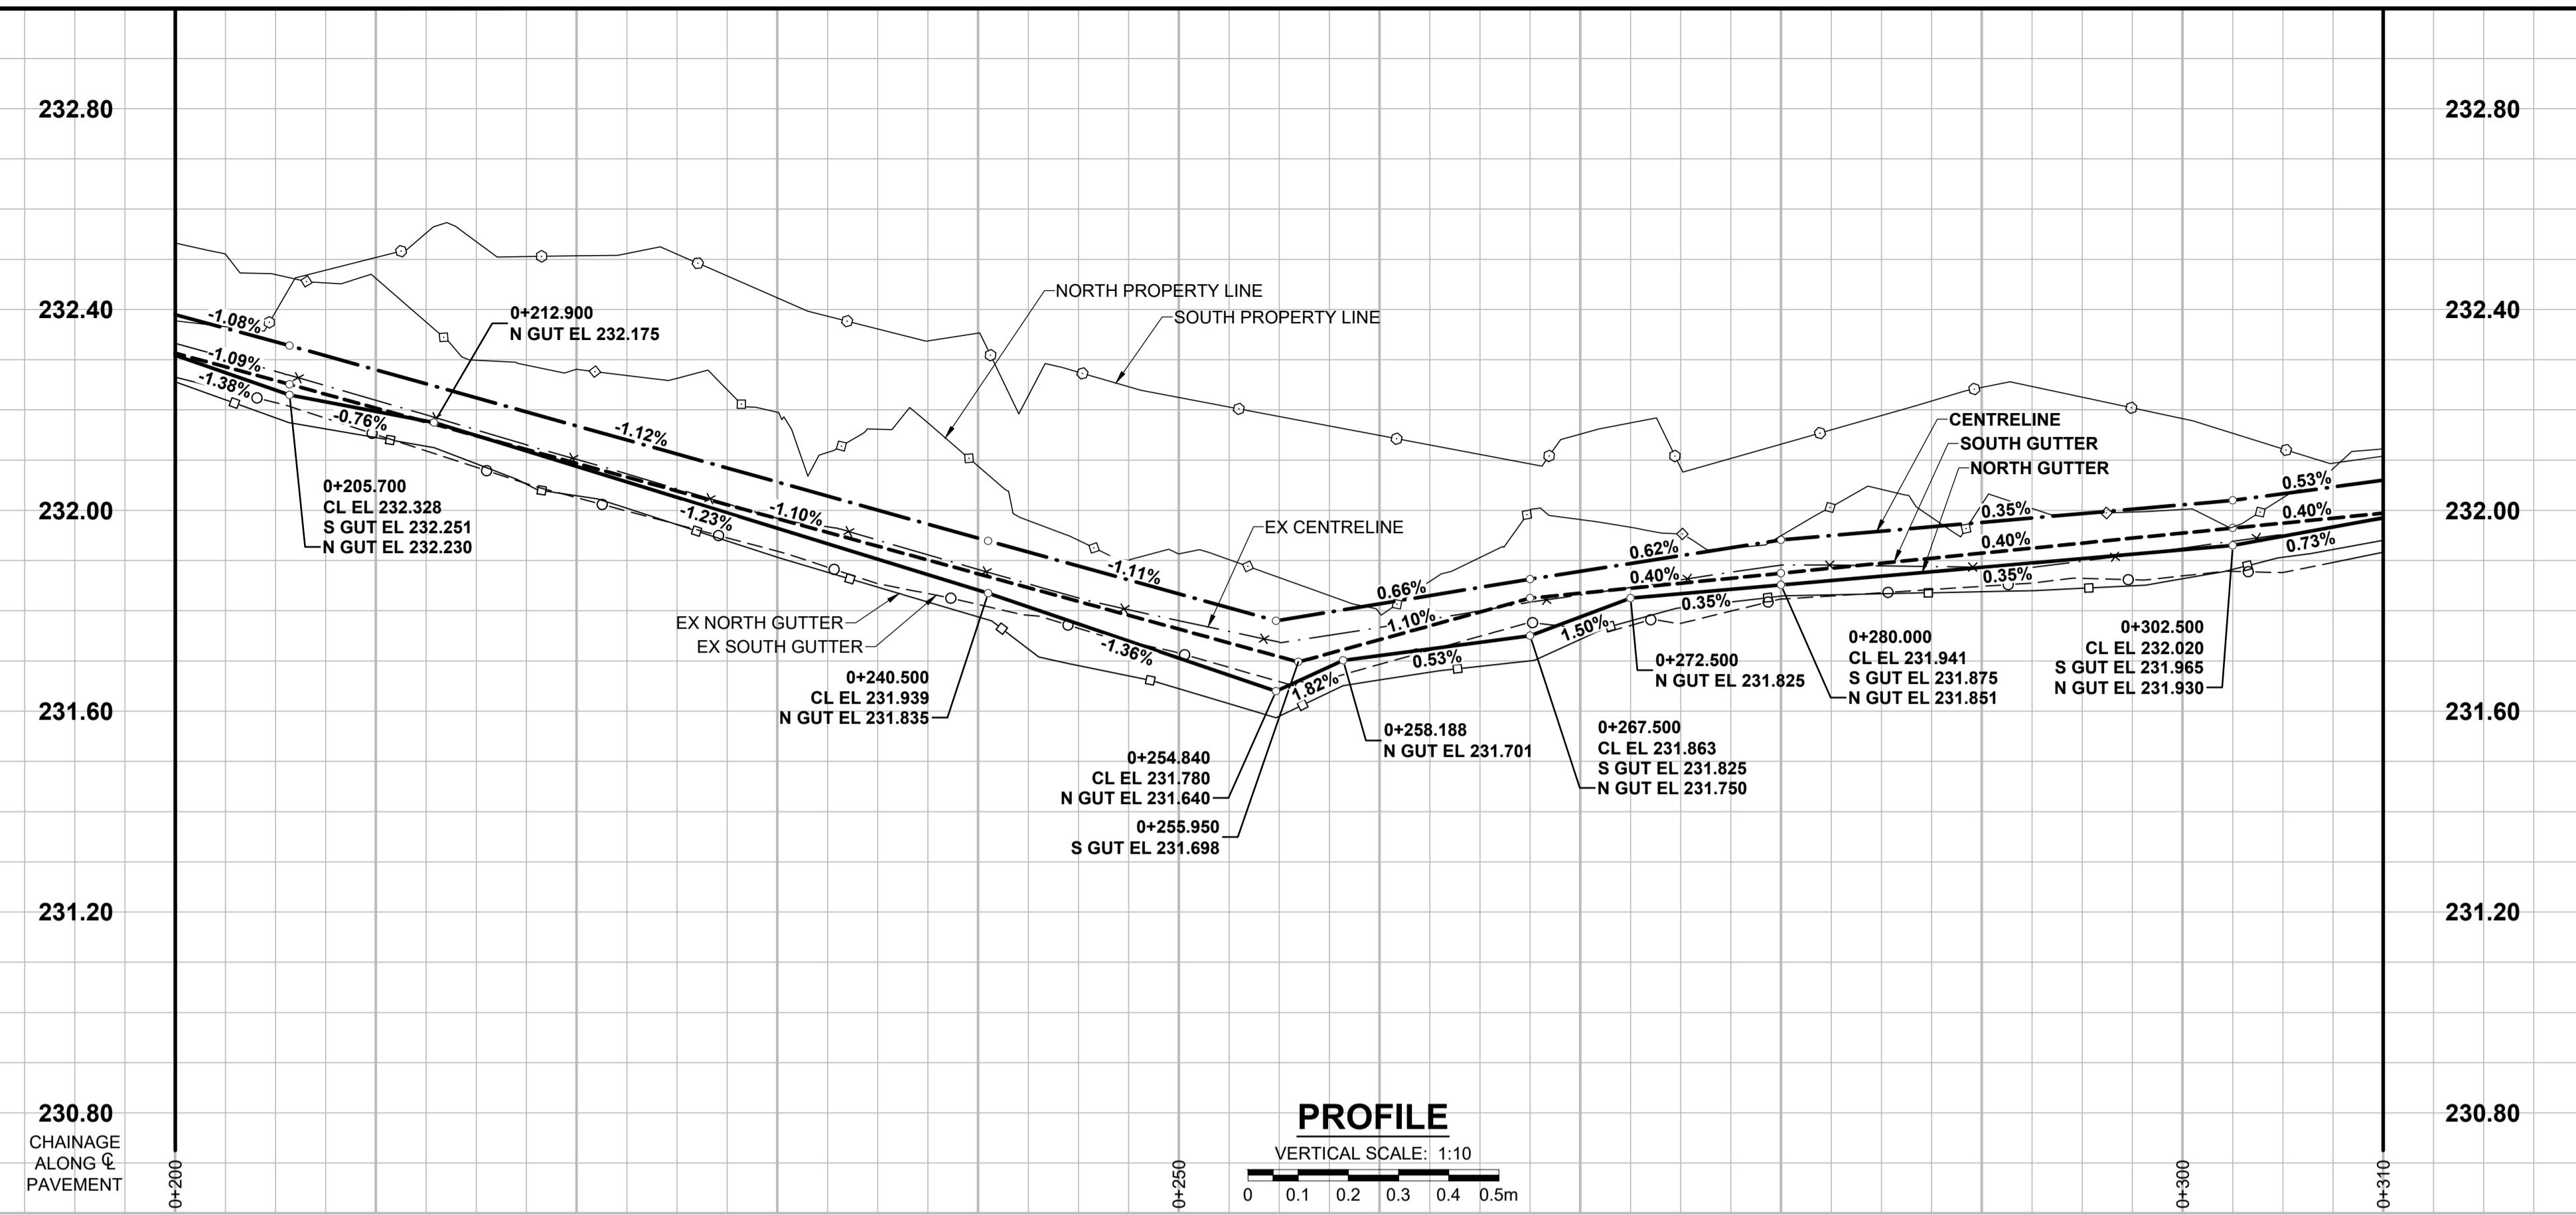 232.80
232.80
232.40
232.40
232.00
232.00
231.60
231.60
231.20
231.20
230.80
230.80
NORTH PROPERTY LINE
SOUTH PROPERTY LINE
0+212.900
N GUT EL 232.175
-1.08%
-1.09%
-1.38%
-0.76%
-1.12%
-1.10%
-1.23%
-1.11%
-1.36%
1.82%
0.66%
1.10%
0.53%
1.50%
0.62%
0.40%
0.35%
0.35%
0.40%
0.35%
0.53%
0.40%
0.73%
CENTRELINE
SOUTH GUTTER
NORTH GUTTER
0+205.700
CL EL 232.328
S GUT EL 232.251
N GUT EL 232.230
EX CENTRELINE
EX NORTH GUTTER
EX SOUTH GUTTER
0+240.500
CL EL 231.939
N GUT EL 231.835
0+254.840
CL EL 231.780
N GUT EL 231.640
0+255.950
S GUT EL 231.698
0+258.188
N GUT EL 231.701
0+267.500
CL EL 231.863
S GUT EL 231.825
N GUT EL 231.750
0+272.500
N GUT EL 231.825
0+280.000
CL EL 231.941
S GUT EL 231.875
N GUT EL 231.851
0+302.500
CL EL 232.020
S GUT EL 231.965
N GUT EL 231.930
CHAINAGE
ALONG ℄
PAVEMENT
0+200
0+250
0+300
0+310
PROFILE
VERTICAL SCALE: 1:10
0 0.1 0.2 0.3 0.4 0.5m